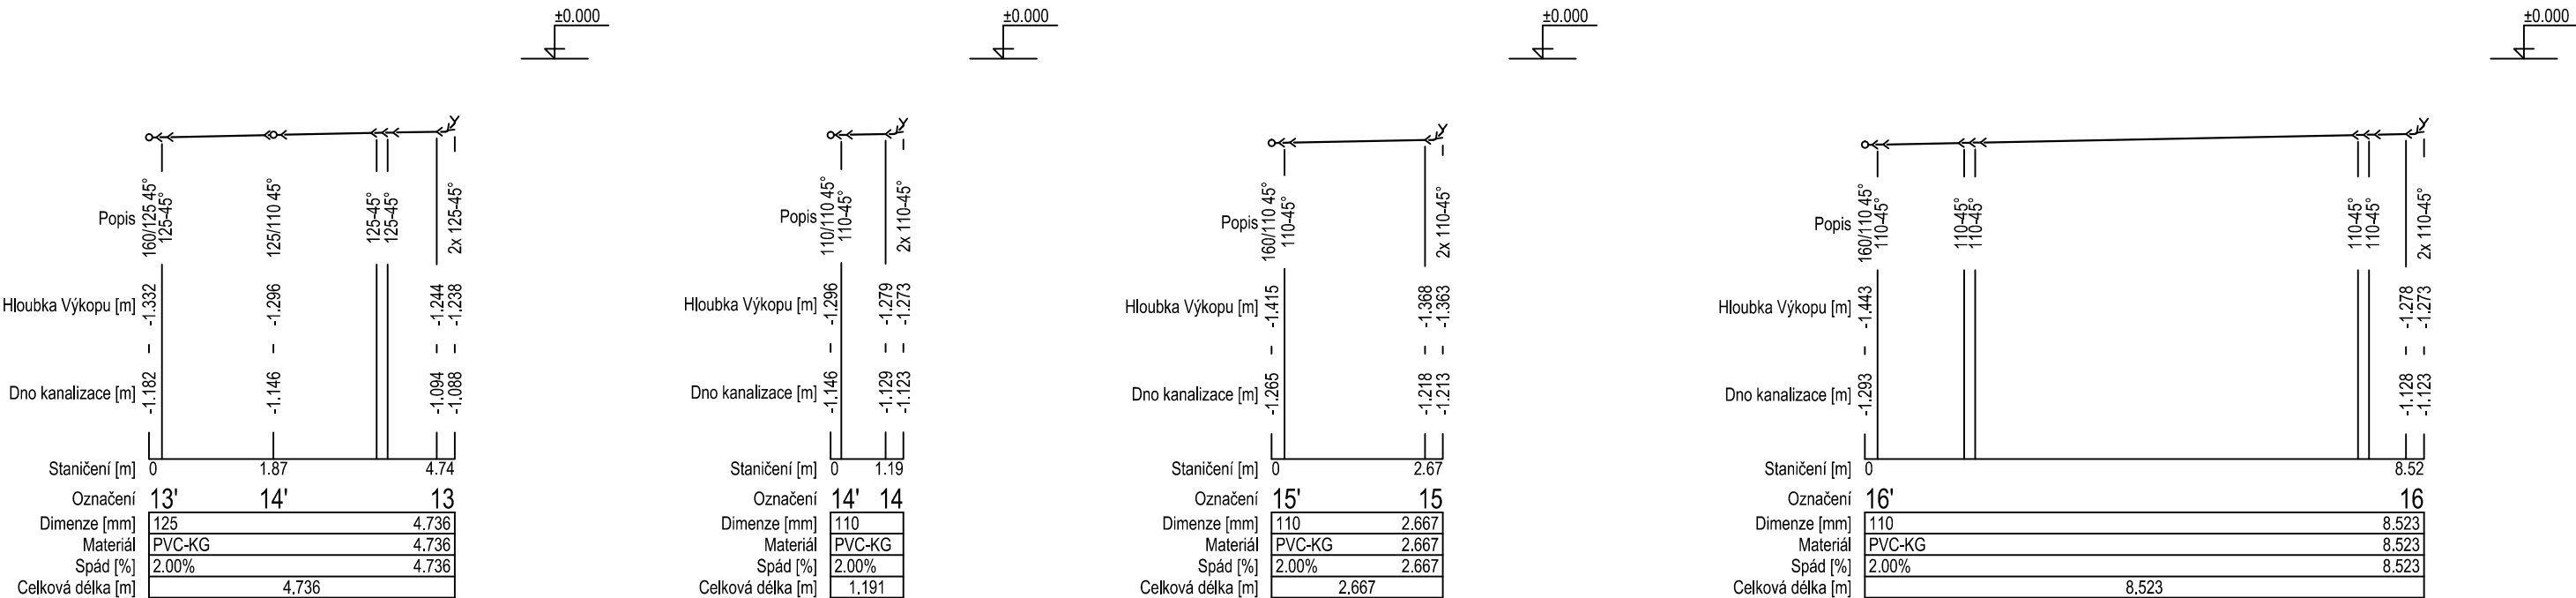 ±0.000
±0.000
±0.000
±0.000
Popis
160/125 45°
125-45°
125/110 45°
125-45°
125-45°
2x 125-45°
Hloubka Výkopu [m]
-1.332
-1.296
-1.244
-1.238
Dno kanalizace [m]
-1.182
-1.146
-1.094
-1.088
Staničení [m] 0 1.87 4.74
Označení 13' 14' 13
Dimenze [mm] 125 4.736
Materiál PVC-KG 4.736
Spád [%] 2.00% 4.736
Celková délka [m] 4.736
Popis
110/110 45°
110-45°
2x 110-45°
Hloubka Výkopu [m]
-1.296
-1.279
-1.273
Dno kanalizace [m]
-1.146
-1.129
-1.123
Staničení [m] 0 1.19
Označení 14' 14
Dimenze [mm] 110
Materiál PVC-KG
Spád [%] 2.00%
Celková délka [m] 1.191
Popis
160/110 45°
110-45°
2x 110-45°
Hloubka Výkopu [m]
-1.415
-1.368
-1.363
Dno kanalizace [m]
-1.265
-1.218
-1.213
Staničení [m] 0 2.67
Označení 15' 15
Dimenze [mm] 110 2.667
Materiál PVC-KG 2.667
Spád [%] 2.00% 2.667
Celková délka [m] 2.667
Popis
160/110 45°
110-45°
110-45°
110-45°
110-45°
110-45°
2x 110-45°
Hloubka Výkopu [m]
-1.443
-1.278
-1.273
Dno kanalizace [m]
-1.293
-1.128
-1.123
Staničení [m] 0 8.52
Označení 16' 16
Dimenze [mm] 110 8.523
Materiál PVC-KG 8.523
Spád [%] 2.00% 8.523
Celková délka [m] 8.523